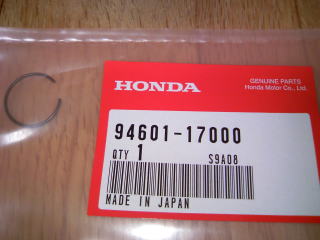 HONDA
GENUINE PARTS
Honda Motor Co., Ltd.
94601-17000
QTY 1 S9A08
MADE IN JAPAN